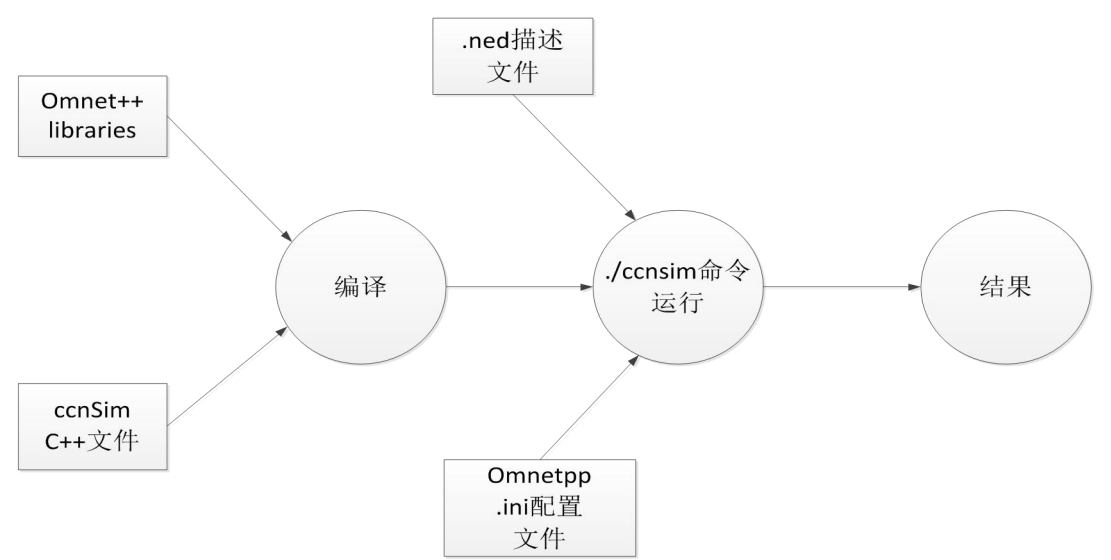 .ned描述
文件
Omnet++
libraries
编译
./ccnsim命令
运行
结果
ccnSim
C++文件
Omnetpp
.ini配置
文件